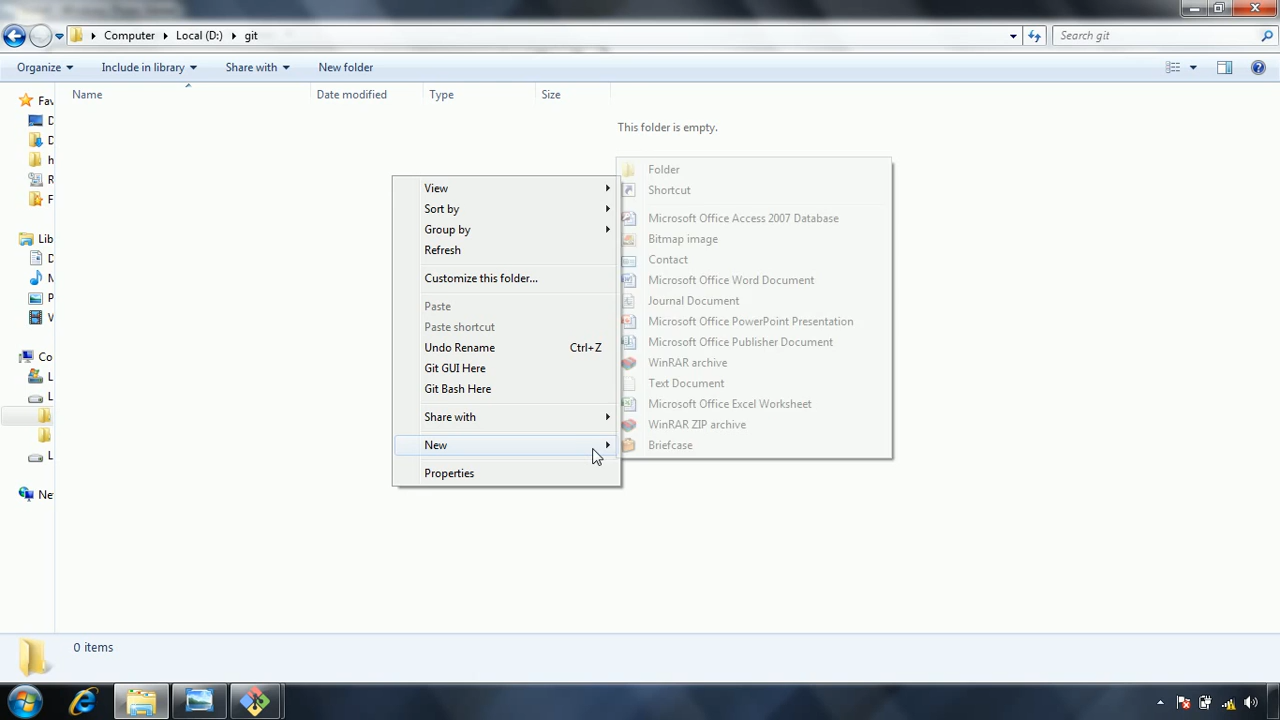 Computer Local (D:) git
Search git
Organize Include in library Share with New folder
Name Date modified Type Size
This folder is empty.
Fav
D
D
h
R
F
Lib
D
M
P
V
Co
L
L
L
Ne
View
Sort by
Group by
Refresh
Customize this folder...
Paste
Paste shortcut
Undo Rename Ctrl+Z
Git GUI Here
Git Bash Here
Share with
New
Properties
Folder
Shortcut
Microsoft Office Access 2007 Database
Bitmap image
Contact
Microsoft Office Word Document
Journal Document
Microsoft Office PowerPoint Presentation
Microsoft Office Publisher Document
WinRAR archive
Text Document
Microsoft Office Excel Worksheet
WinRAR ZIP archive
Briefcase
0 items